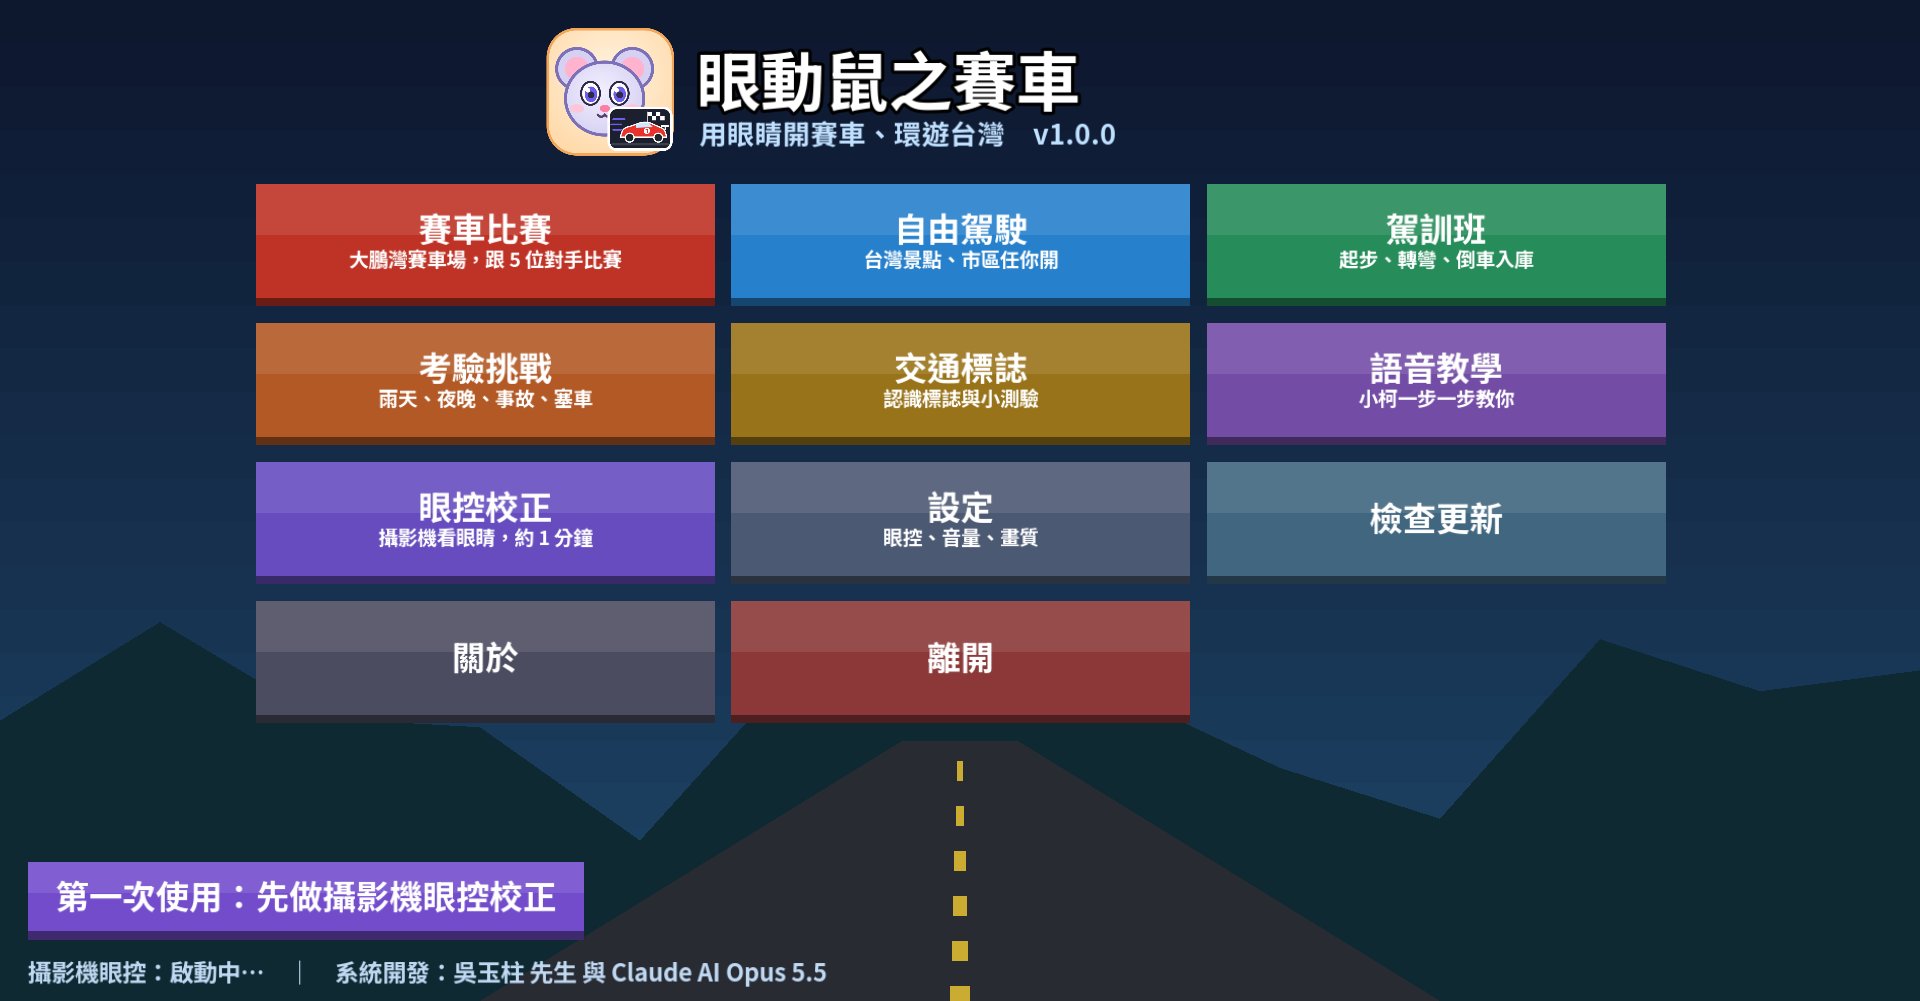 眼動鼠之賽車
用眼睛開賽車、環遊台灣 v1.0.0
賽車比賽
大鵬灣賽車場，跟 5 位對手比賽
自由駕駛
台灣景點、市區任你開
駕訓班
起步、轉彎、倒車入庫
考驗挑戰
雨天、夜晚、事故、塞車
交通標誌
認識標誌與小測驗
語音教學
小柯一步一步教你
眼控校正
攝影機看眼睛，約 1 分鐘
設定
眼控、音量、畫質
檢查更新
關於
離開
第一次使用：先做攝影機眼控校正
攝影機眼控：啟動中… ｜ 系統開發：吳玉柱 先生 與 Claude AI Opus 5.5